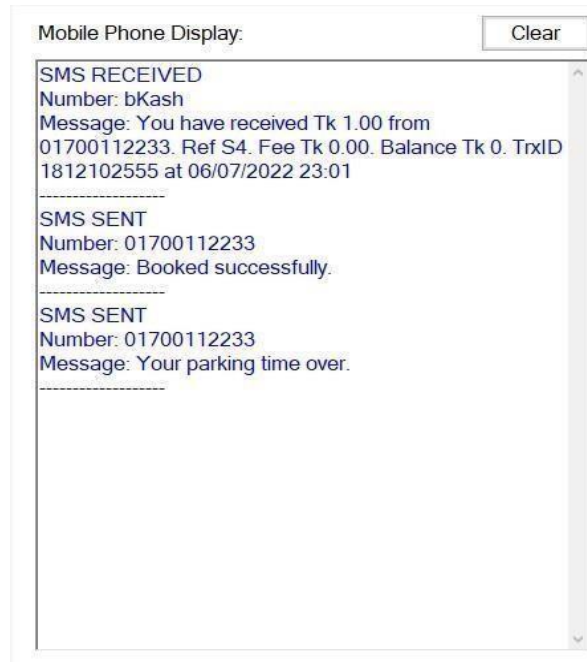 Mobile Phone Display:
Clear
SMS RECEIVED
Number: bKash
Message: You have received Tk 1.00 from
01700112233. Ref S4. Fee Tk 0.00. Balance Tk 0. TrxID
1812102555 at 06/07/2022 23:01
-------------------
SMS SENT
Number: 01700112233
Message: Booked successfully.
-------------------
SMS SENT
Number: 01700112233
Message: Your parking time over.
-------------------